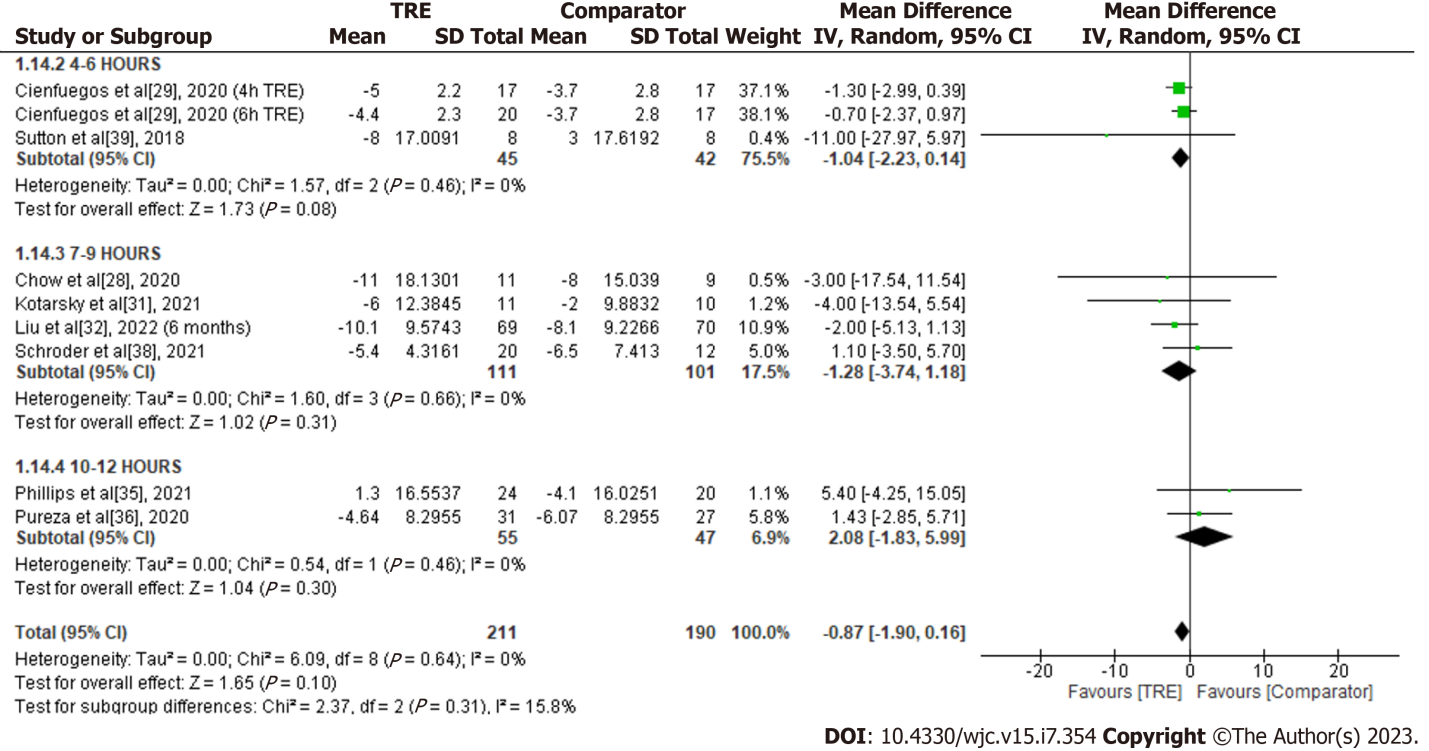 TRE Comparator Mean Difference Mean Difference
Study or Subgroup Mean SD Total Mean SD Total Weight IV, Random, 95% CI IV, Random, 95% CI
1.14.2 4-6 HOURS
Cienfuegos et al[29], 2020 (4h TRE) -5 2.2 17 -3.7 2.8 17 37.1% -1.30 [-2.99, 0.39]
Cienfuegos et al[29], 2020 (6h TRE) -4.4 2.3 20 -3.7 2.8 17 38.1% -0.70 [-2.37, 0.97]
Sutton et al[39], 2018 -8 17.0091 8 3 17.6192 8 0.4% -11.00 [-27.97, 5.97]
Subtotal (95% CI) 45 42 75.5% -1.04 [-2.23, 0.14]
Heterogeneity: Tau² = 0.00; Chi² = 1.57, df = 2 (P = 0.46); I² = 0%
Test for overall effect: Z = 1.73 (P = 0.08)
1.14.3 7-9 HOURS
Chow et al[28], 2020 -11 18.1301 11 -8 15.039 9 0.5% -3.00 [-17.54, 11.54]
Kotarsky et al[31], 2021 -6 12.3845 11 -2 9.8832 10 1.2% -4.00 [-13.54, 5.54]
Liu et al[32], 2022 (6 months) -10.1 9.5743 69 -8.1 9.2266 70 10.9% -2.00 [-5.13, 1.13]
Schroder et al[38], 2021 -5.4 4.3161 20 -6.5 7.413 12 5.0% 1.10 [-3.50, 5.70]
Subtotal (95% CI) 111 101 17.5% -1.28 [-3.74, 1.18]
Heterogeneity: Tau² = 0.00; Chi² = 1.60, df = 3 (P = 0.66); I² = 0%
Test for overall effect: Z = 1.02 (P = 0.31)
1.14.4 10-12 HOURS
Phillips et al[35], 2021 1.3 16.5537 24 -4.1 16.0251 20 1.1% 5.40 [-4.25, 15.05]
Pureza et al[36], 2020 -4.64 8.2955 31 -6.07 8.2955 27 5.8% 1.43 [-2.85, 5.71]
Subtotal (95% CI) 55 47 6.9% 2.08 [-1.83, 5.99]
Heterogeneity: Tau² = 0.00; Chi² = 0.54, df = 1 (P = 0.46); I² = 0%
Test for overall effect: Z = 1.04 (P = 0.30)
Total (95% CI) 211 190 100.0% -0.87 [-1.90, 0.16]
Heterogeneity: Tau² = 0.00; Chi² = 6.09, df = 8 (P = 0.64); I² = 0%
Test for overall effect: Z = 1.65 (P = 0.10)
Test for subgroup differences: Chi² = 2.37, df = 2 (P = 0.31), I² = 15.8%
-20 -10 0 10 20
Favours [TRE] Favours [Comparator]
DOI: 10.4330/wjc.v15.i7.354 Copyright ©The Author(s) 2023.